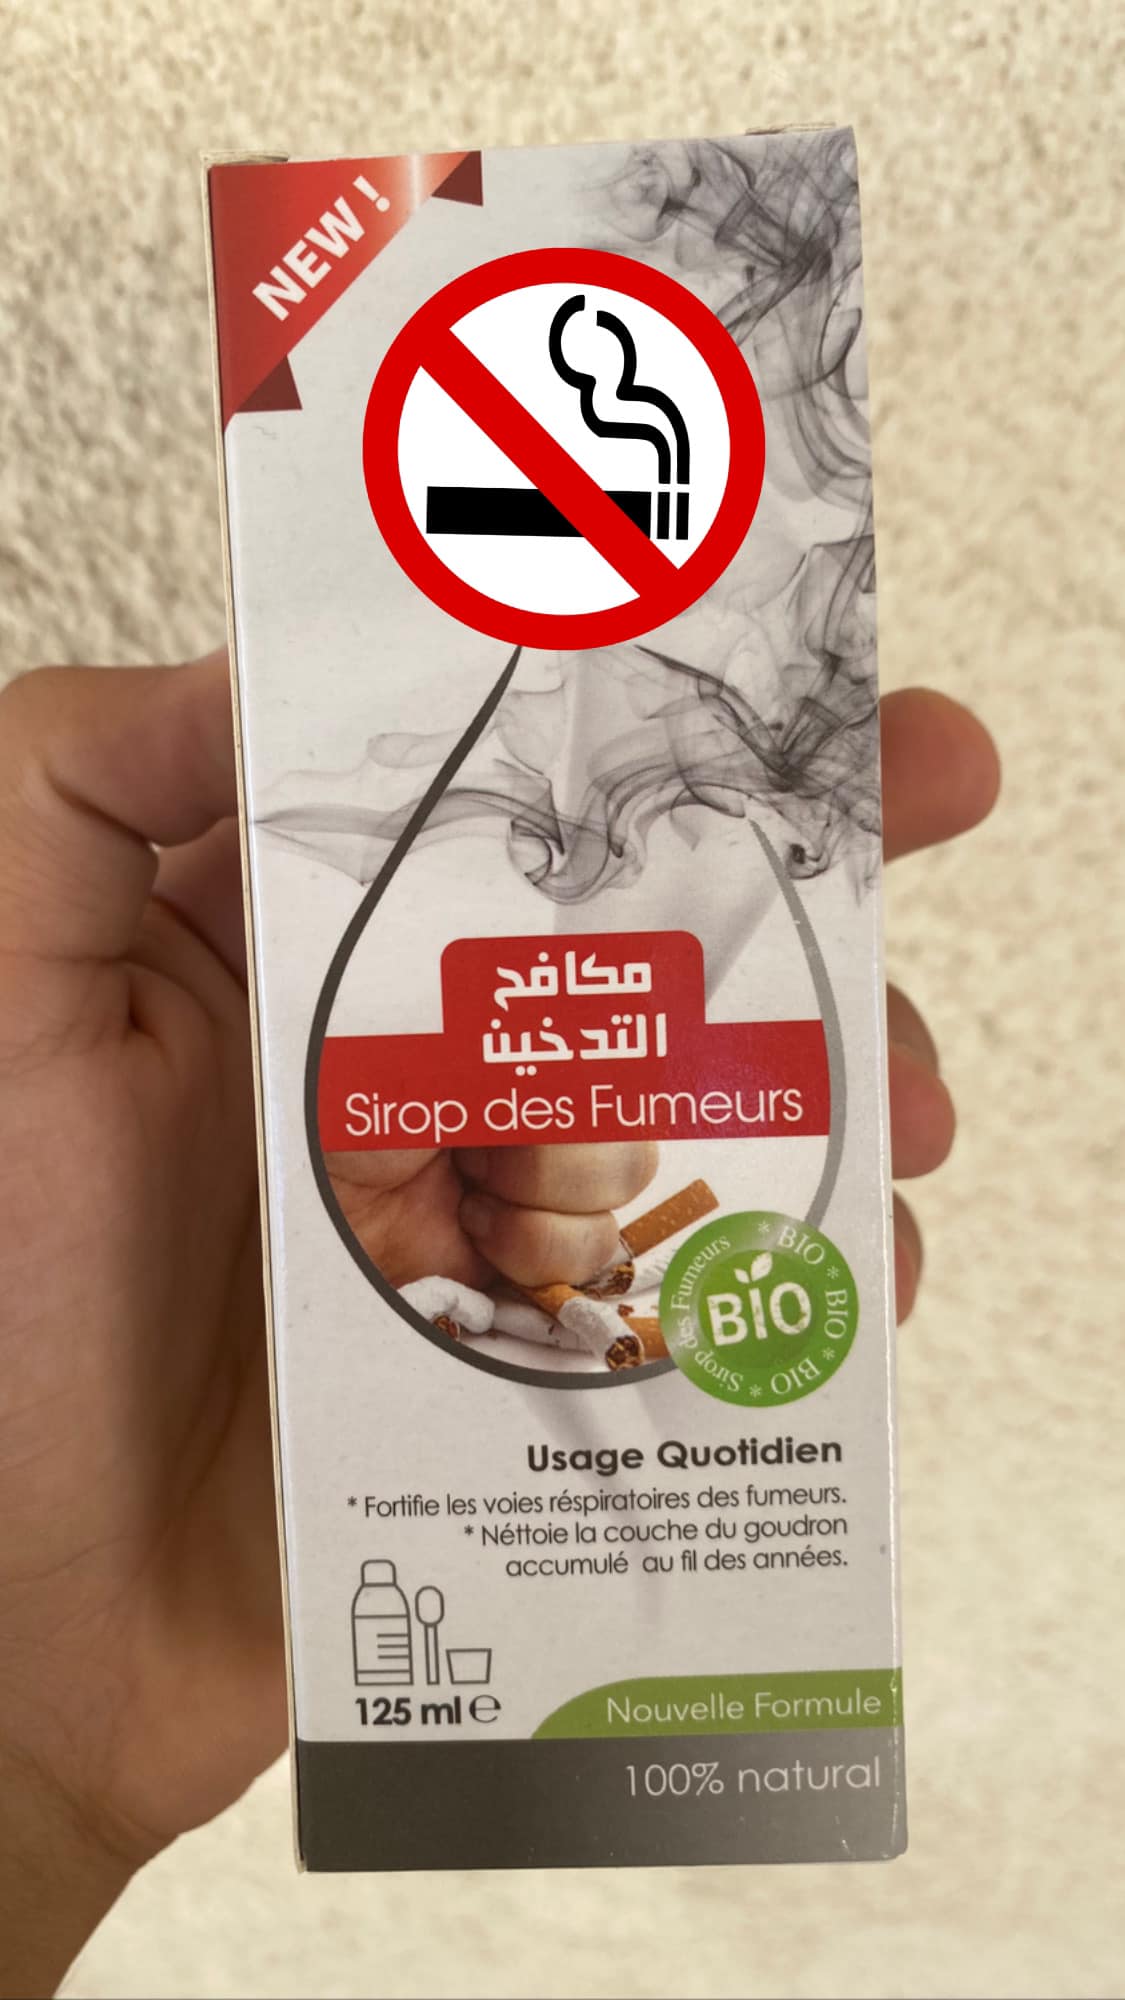 NEW !
مكافح
التدخين
Sirop des Fumeurs
Sirop des Fumeurs * BIO * BIO * BIO *
BIO
Usage Quotidien
* Fortifie les voies réspiratoires des fumeurs.
* Néttoie la couche du goudron
accumulé au fil des années.
125 ml e
Nouvelle Formule
100% natural